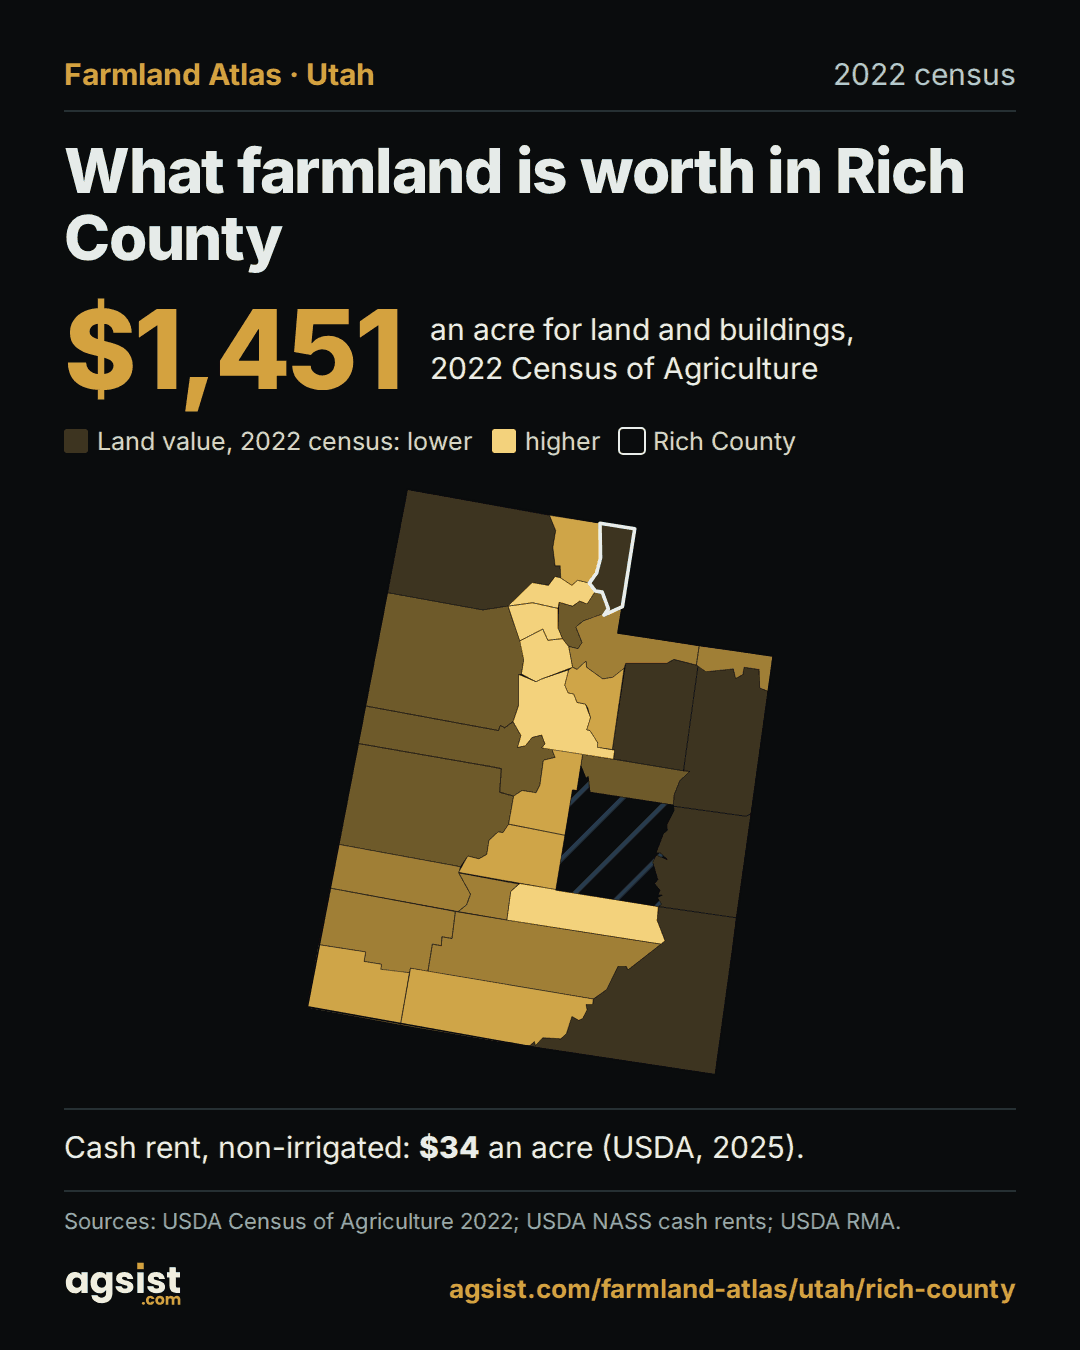 Farmland Atlas · Utah
2022 census
What farmland is worth in Rich
County
$1,451
an acre for land and buildings,
2022 Census of Agriculture
Land value, 2022 census: lower
higher
Rich County
Cash rent, non-irrigated: $34 an acre (USDA, 2025).
Sources: USDA Census of Agriculture 2022; USDA NASS cash rents; USDA RMA.
agsist
.com
agsist.com/farmland-atlas/utah/rich-county